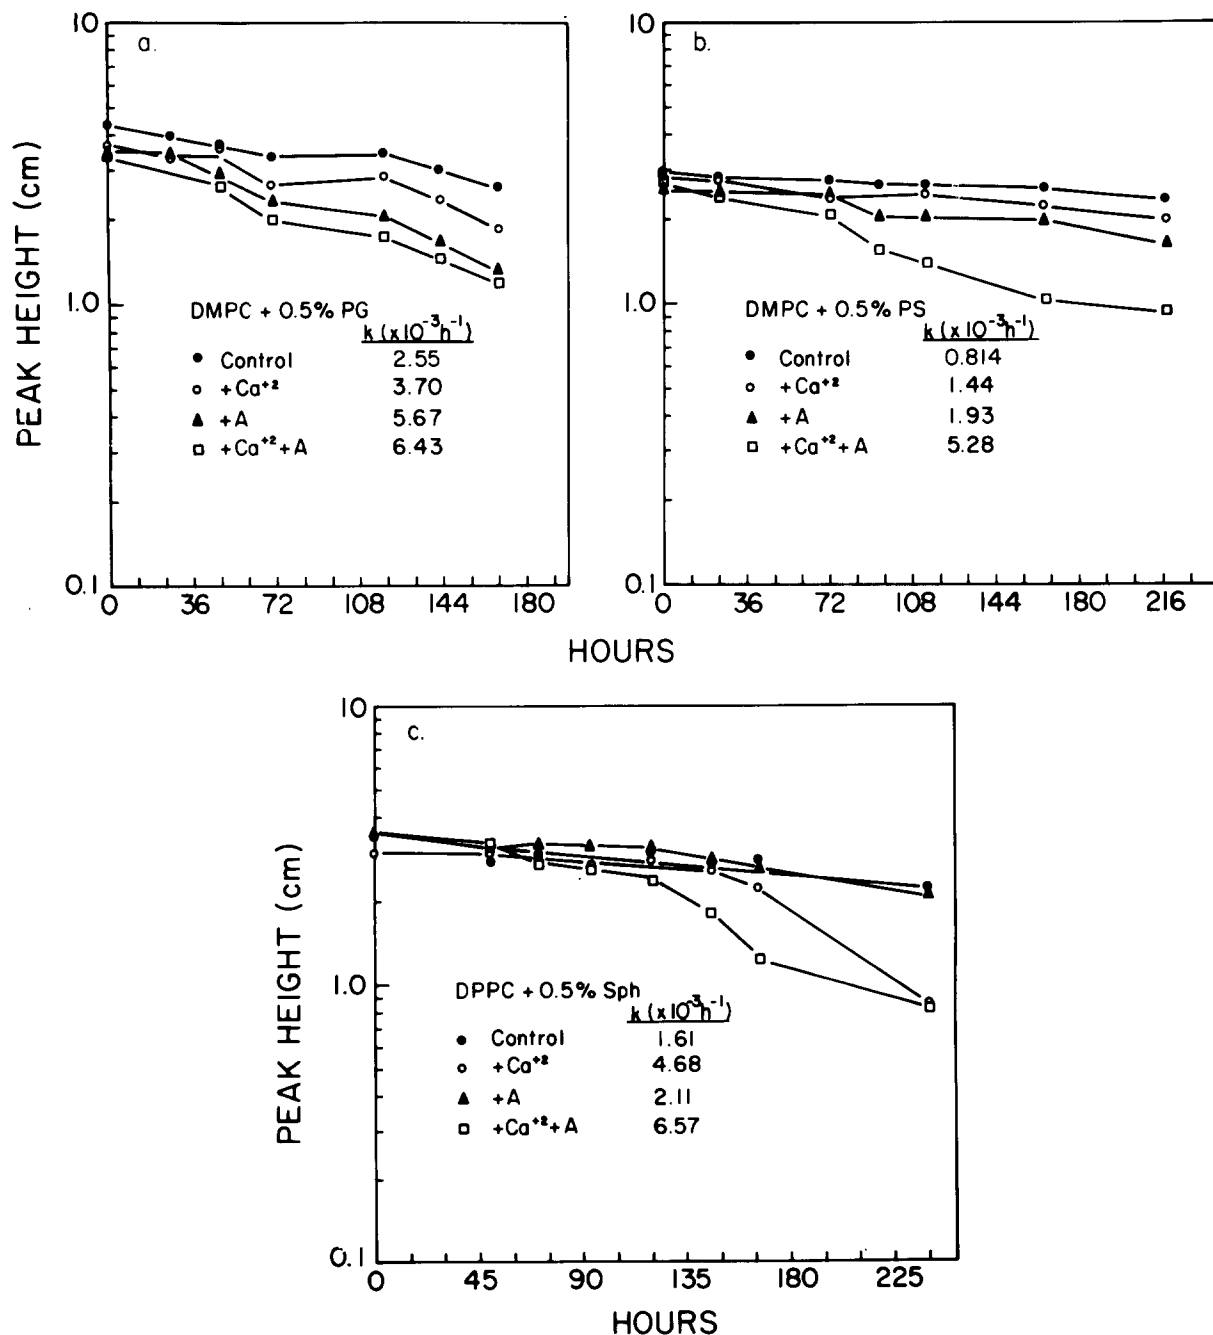 a.
10
1.0
0.1
PEAK HEIGHT (cm)
DMPC + 0.5% PG
k (x10⁻³h⁻¹)
● Control 2.55
○ +Ca⁺² 3.70
▲ +A 5.67
□ +Ca⁺²+A 6.43
0 36 72 108 144 180
b.
10
1.0
0.1
DMPC + 0.5% PS
k (x10⁻³h⁻¹)
● Control 0.814
○ +Ca⁺² 1.44
▲ +A 1.93
□ +Ca⁺²+A 5.28
0 36 72 108 144 180 216
HOURS
c.
10
1.0
0.1
PEAK HEIGHT (cm)
DPPC + 0.5% Sph
k (x10⁻³h⁻¹)
● Control 1.61
○ +Ca⁺² 4.68
▲ +A 2.11
□ +Ca⁺²+A 6.57
0 45 90 135 180 225
HOURS